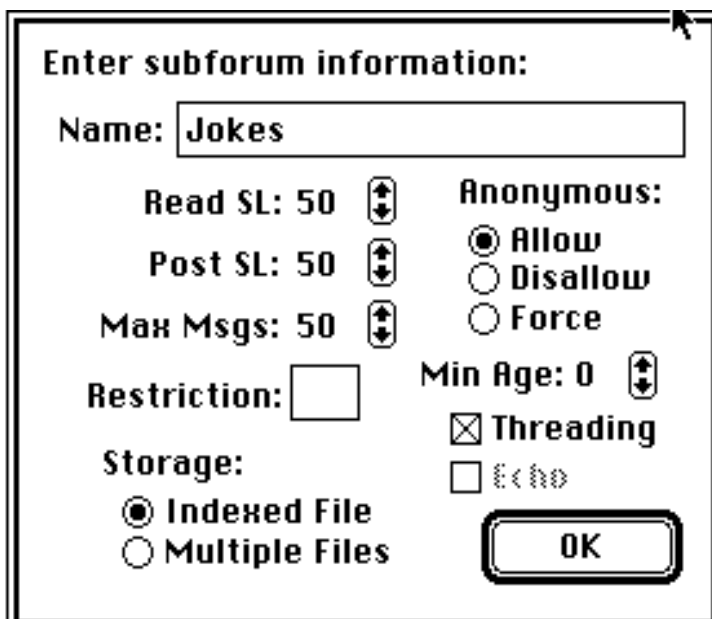 Enter subforum information:
Name: Jokes
Read SL: 50
Post SL: 50
Max Msgs: 50
Restriction:
Storage:
Indexed File
Multiple Files
Anonymous:
Allow
Disallow
Force
Min Age: 0
Threading
Echo
OK